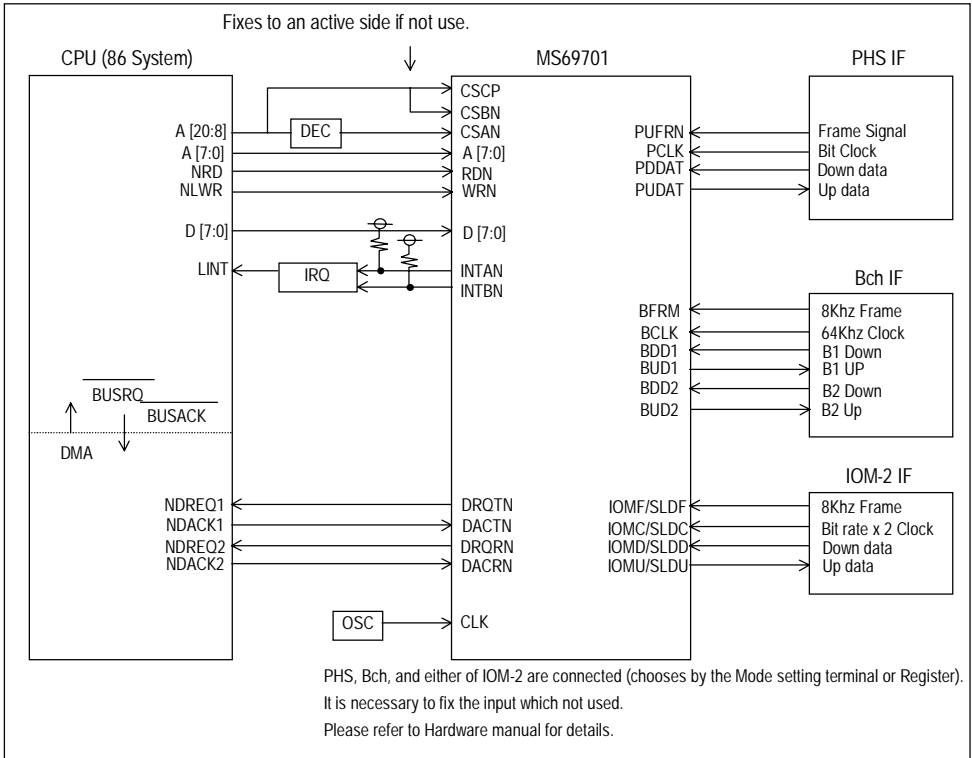 Fixes to an active side if not use.
CPU (86 System)
MS69701
PHS IF
A [20:8]
DEC
A [7:0]
NRD
NLWR
D [7:0]
LINT
IRQ
BUSRQ
BUSACK
DMA
NDREQ1
NDACK1
NDREQ2
NDACK2
OSC
CSCP
CSBN
CSAN
A [7:0]
RDN
WRN
D [7:0]
INTAN
INTBN
DRQTN
DACTN
DRQRN
DACRN
CLK
PUFRN
PCLK
PDDAT
PUDAT
Frame Signal
Bit Clock
Down data
Up data
Bch IF
BFRM
BCLK
BDD1
BUD1
BDD2
BUD2
8Khz Frame
64Khz Clock
B1 Down
B1 UP
B2 Down
B2 Up
IOM-2 IF
IOMF/SLDF
IOMC/SLDC
IOMD/SLDD
IOMU/SLDU
8Khz Frame
Bit rate x 2 Clock
Down data
Up data
PHS, Bch, and either of IOM-2 are connected (chooses by the Mode setting terminal or Register).
It is necessary to fix the input which not used.
Please refer to Hardware manual for details.